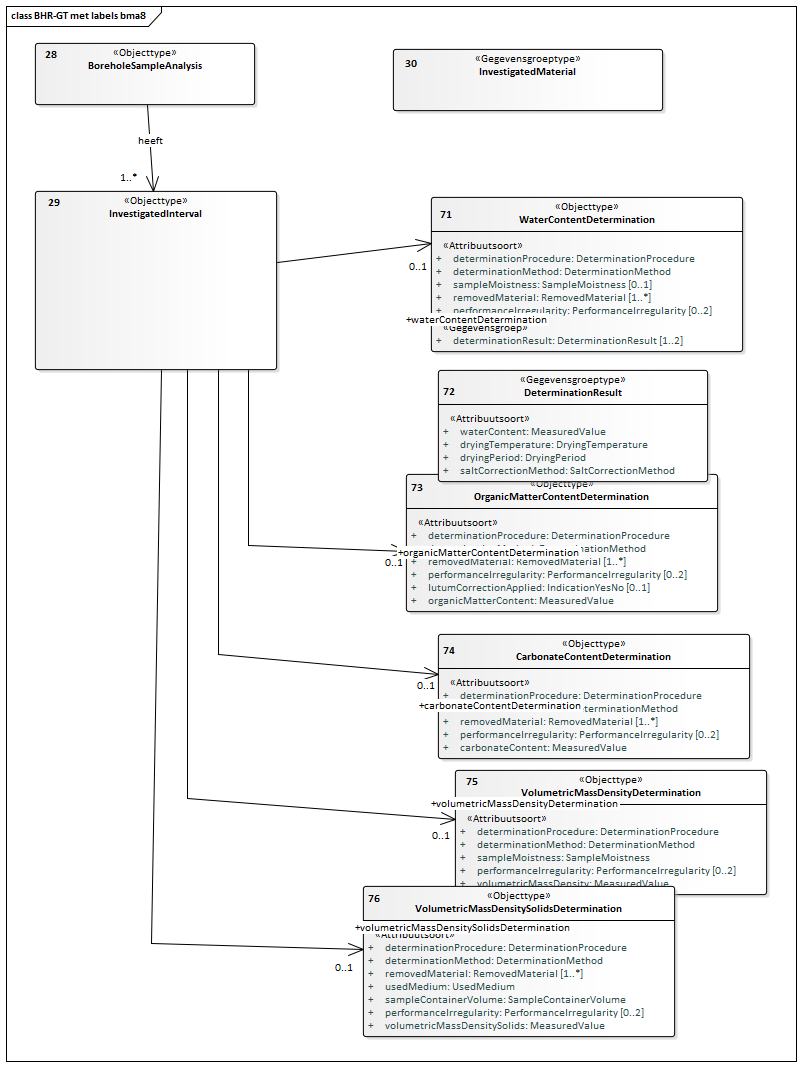 class BHR-GT met labels bma8
28
«Objecttype»
BoreholeSampleAnalysis
30
«Gegevensgroeptype»
InvestigatedMaterial
heeft
1..*
29
«Objecttype»
InvestigatedInterval
71
«Objecttype»
WaterContentDetermination
«Attribuutsoort»
+ determinationProcedure: DeterminationProcedure
+ determinationMethod: DeterminationMethod
+ sampleMoistness: SampleMoistness [0..1]
+ removedMaterial: RemovedMaterial [1..*]
+ performanceIrregularity: PerformanceIrregularity [0..2]
0..1
+waterContentDetermination
«Gegevensgroep»
+ determinationResult: DeterminationResult [1..2]
72
«Gegevensgroeptype»
DeterminationResult
«Attribuutsoort»
+ waterContent: MeasuredValue
+ dryingTemperature: DryingTemperature
+ dryingPeriod: DryingPeriod
+ saltCorrectionMethod: SaltCorrectionMethod
73
«Objecttype»
OrganicMatterContentDetermination
«Attribuutsoort»
+ determinationProcedure: DeterminationProcedure
+organicMatterContentDetermination
0..1
+ removedMaterial: RemovedMaterial [1..*]
+ performanceIrregularity: PerformanceIrregularity [0..2]
+ lutumCorrectionApplied: IndicationYesNo [0..1]
+ organicMatterContent: MeasuredValue
74
«Objecttype»
CarbonateContentDetermination
«Attribuutsoort»
0..1
+ determinationProcedure: DeterminationProcedure
+carbonateContentDetermination
+ removedMaterial: RemovedMaterial [1..*]
+ performanceIrregularity: PerformanceIrregularity [0..2]
+ carbonateContent: MeasuredValue
75
«Objecttype»
VolumetricMassDensityDetermination
+volumetricMassDensityDetermination
«Attribuutsoort»
0..1
+ determinationProcedure: DeterminationProcedure
+ determinationMethod: DeterminationMethod
+ sampleMoistness: SampleMoistness
+ performanceIrregularity: PerformanceIrregularity [0..2]
+ volumetricMassDensity: MeasuredValue
76
«Objecttype»
VolumetricMassDensitySolidsDetermination
+volumetricMassDensitySolidsDetermination
«Attribuutsoort»
0..1
+ determinationProcedure: DeterminationProcedure
+ determinationMethod: DeterminationMethod
+ removedMaterial: RemovedMaterial [1..*]
+ usedMedium: UsedMedium
+ sampleContainerVolume: SampleContainerVolume
+ performanceIrregularity: PerformanceIrregularity [0..2]
+ volumetricMassDensitySolids: MeasuredValue